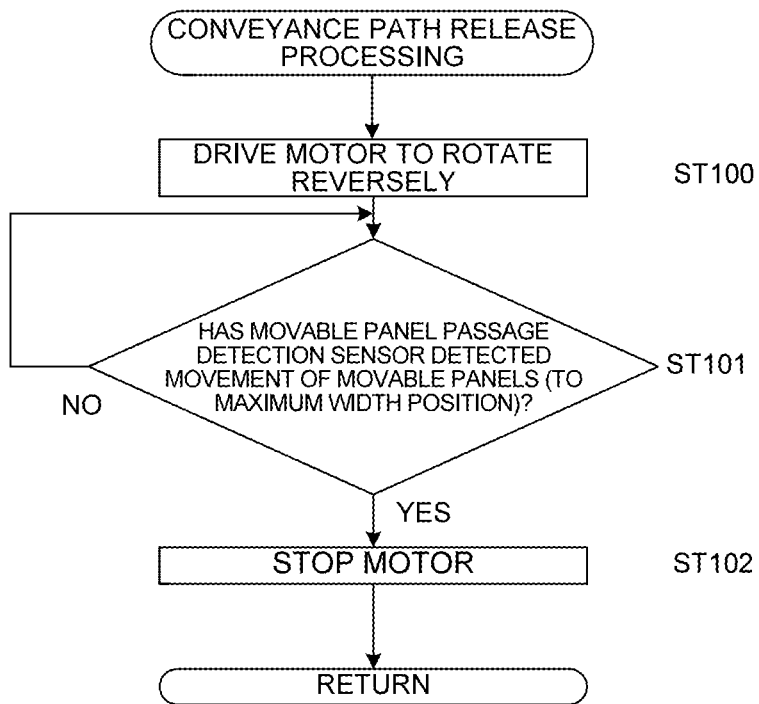 CONVEYANCE PATH RELEASE
PROCESSING
DRIVE MOTOR TO ROTATE
REVERSELY
ST100
HAS MOVABLE PANEL PASSAGE
DETECTION SENSOR DETECTED
MOVEMENT OF MOVABLE PANELS (TO
MAXIMUM WIDTH POSITION)?
ST101
NO
YES
STOP MOTOR
ST102
RETURN